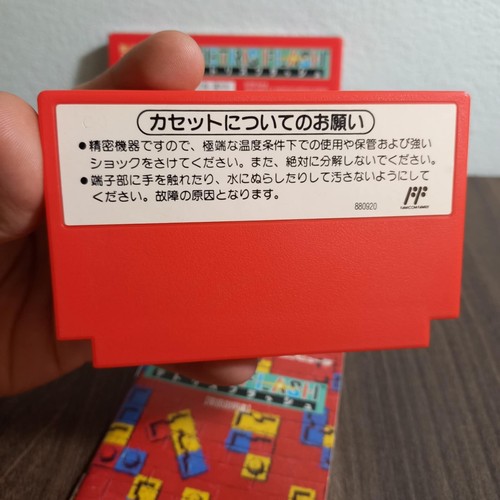 カセットについてのお願い
●精密機器ですので、極端な温度条件下での使用や保管および強い
ショックをさけてください。また、絶対に分解しないでください。
●端子部に手を触れたり、水にぬらしたりして汚さないようにして
ください。故障の原因となります。
880920